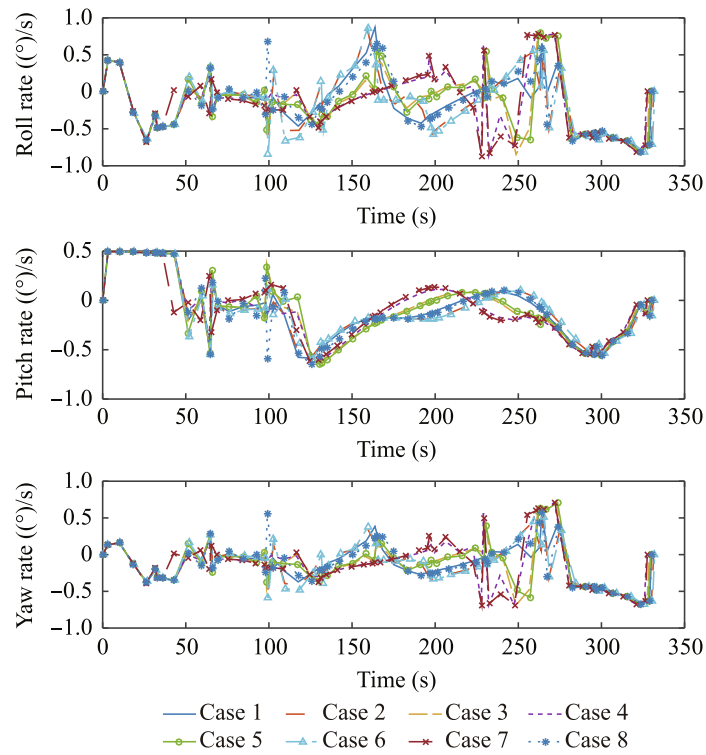 Roll rate ((°)/s)
1.0
0.5
0
−0.5
−1.0
0 50 100 150 200 250 300 350
Time (s)
Pitch rate ((°)/s)
0.5
0
−0.5
−1.0
0 50 100 150 200 250 300 350
Time (s)
Yaw rate ((°)/s)
1.0
0.5
0
−0.5
−1.0
0 50 100 150 200 250 300 350
Time (s)
Case 1 Case 2 Case 3 Case 4
Case 5 Case 6 Case 7 Case 8